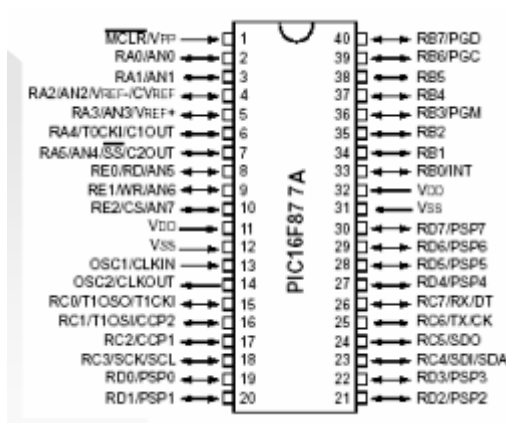 MCLR/VPP 1 40 RB7/PGD
RA0/AN0 2 39 RB6/PGC
RA1/AN1 3 38 RB5
RA2/AN2/VREF-/CVREF 4 37 RB4
RA3/AN3/VREF+ 5 36 RB3/PGM
RA4/T0CKI/C1OUT 6 35 RB2
RA5/AN4/SS/C2OUT 7 34 RB1
RE0/RD/AN5 8 33 RB0/INT
RE1/WR/AN6 9 32 VDD
RE2/CS/AN7 10 31 VSS
VDD 11 30 RD7/PSP7
VSS 12 29 RD6/PSP6
OSC1/CLKIN 13 28 RD5/PSP5
OSC2/CLKOUT 14 27 RD4/PSP4
RC0/T1OSO/T1CKI 15 26 RC7/RX/DT
RC1/T1OSI/CCP2 16 25 RC6/TX/CK
RC2/CCP1 17 24 RC5/SDO
RC3/SCK/SCL 18 23 RC4/SDI/SDA
RD0/PSP0 19 22 RD3/PSP3
RD1/PSP1 20 21 RD2/PSP2
PIC16F877A